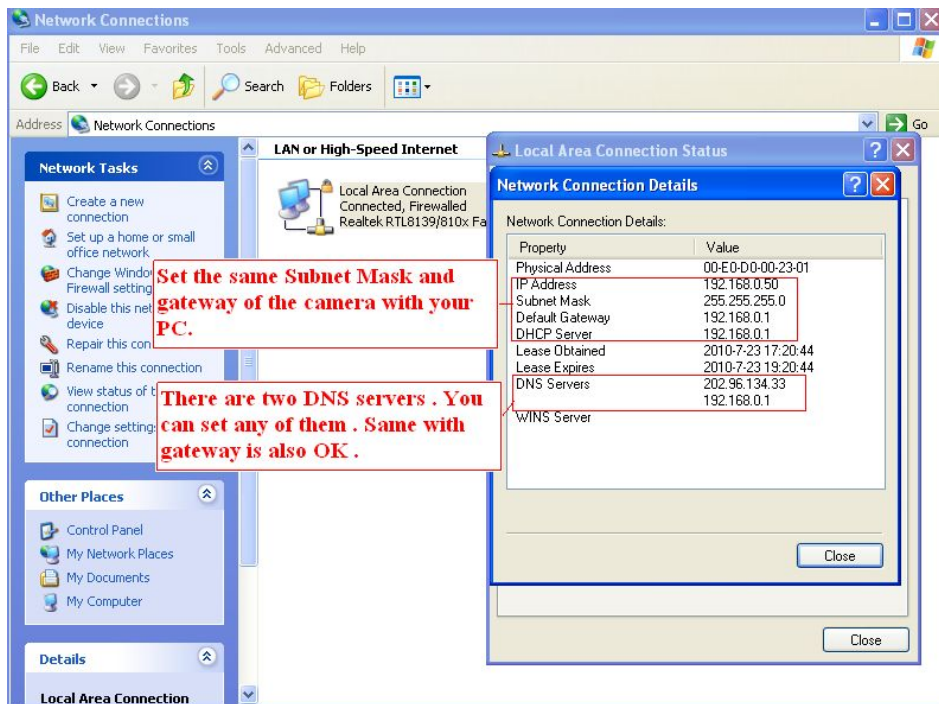 Network Connections
File Edit View Favorites Tools Advanced Help
Back Search Folders
Address Network Connections Go
Network Tasks
Create a new
connection
Set up a home or small
office network
Change Windo
Firewall setting
Disable this net
device
Repair this con
Rename this connection
View status of t
connection
Change setting
connection
Other Places
Control Panel
My Network Places
My Documents
My Computer
Details
Local Area Connection
LAN or High-Speed Internet
Local Area Connection
Connected, Firewalled
Realtek RTL8139/810x Fa
Set the same Subnet Mask and
gateway of the camera with your
PC.
There are two DNS servers . You
can set any of them . Same with
gateway is also OK .
Local Area Connection Status
Network Connection Details
Network Connection Details:
Property Value
Physical Address 00-E0-D0-00-23-01
IP Address 192.168.0.50
Subnet Mask 255.255.255.0
Default Gateway 192.168.0.1
DHCP Server 192.168.0.1
Lease Obtained 2010-7-23 17:20:44
Lease Expires 2010-7-23 19:20:44
DNS Servers 202.96.134.33
192.168.0.1
WINS Server
Close
Close